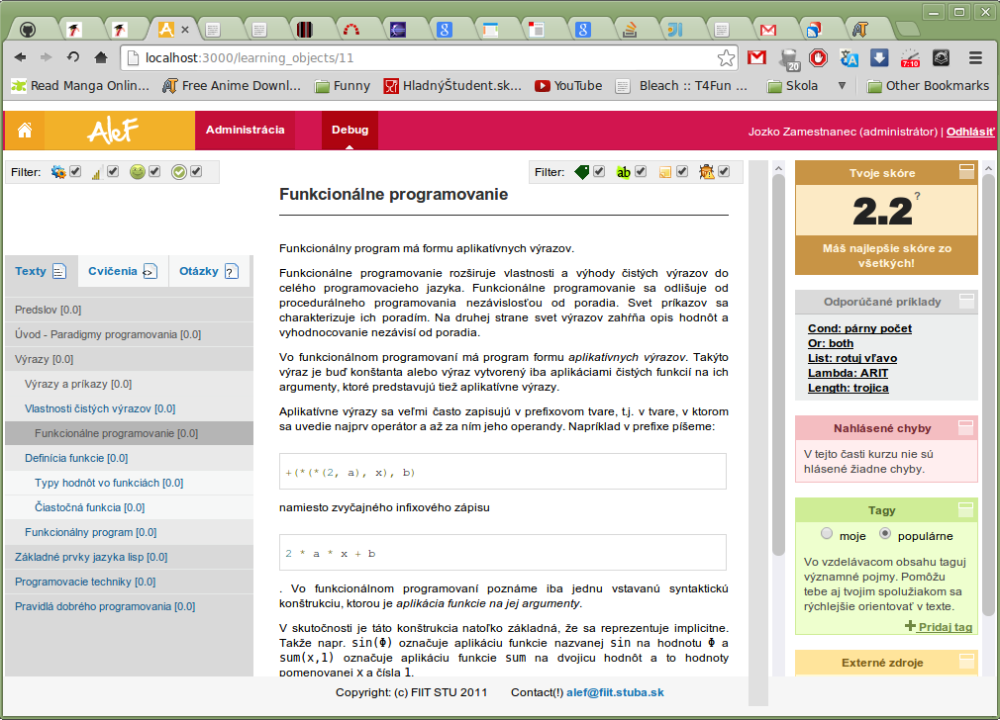 localhost:3000/learning_objects/11
20
7:10
Read Manga Onlin...
Free Anime Downl...
Funny
HladnýŠtudent.sk...
YouTube
Bleach :: T4Fun ...
Skola
Other Bookmarks
AleF
Administrácia
Debug
Jozko Zamestnanec (administrátor) | Odhlásiť
Filter:
Filter:
ab
Texty
Cvičenia
Otázky
Predslov [0.0]
Úvod - Paradigmy programovania [0.0]
Výrazy [0.0]
Výrazy a príkazy [0.0]
Vlastnosti čistých výrazov [0.0]
Funkcionálne programovanie [0.0]
Definícia funkcie [0.0]
Typy hodnôt vo funkciách [0.0]
Čiastočná funkcia [0.0]
Funkcionálny program [0.0]
Základné prvky jazyka lisp [0.0]
Programovacie techniky [0.0]
Pravidlá dobrého programovania [0.0]
Funkcionálne programovanie
Funkcionálny program má formu aplikatívnych výrazov.
Funkcionálne programovanie rozširuje vlastnosti a výhody čistých výrazov do
celého programovacieho jazyka. Funkcionálne programovanie sa odlišuje od
procedurálneho programovania nezávislosťou od poradia. Svet príkazov sa
charakterizuje ich poradím. Na druhej strane svet výrazov zahŕňa opis hodnôt a
vyhodnocovanie nezávisí od poradia.
Vo funkcionálnom programovaní má program formu aplikatívnych výrazov. Takýto
výraz je buď konštanta alebo výraz vytvorený iba aplikáciami čistých funkcií na ich
argumenty, ktoré predstavujú tiež aplikatívne výrazy.
Aplikatívne výrazy sa veľmi často zapisujú v prefixovom tvare, t.j. v tvare, v ktorom
sa uvedie najprv operátor a až za ním jeho operandy. Napríklad v prefixe píšeme:
+(*(*(2, a), x), b)
namiesto zvyčajného infixového zápisu
2 * a * x + b
. Vo funkcionálnom programovaní poznáme iba jednu vstavanú syntaktickú
konštrukciu, ktorou je aplikácia funkcie na jej argumenty.
V skutočnosti je táto konštrukcia natoľko základná, že sa reprezentuje implicitne.
Takže napr. sin(Φ) označuje aplikáciu funkcie nazvanej sin na hodnotu Φ a
sum(x,1) označuje aplikáciu funkcie sum na dvojicu hodnôt a to hodnoty
pomenovanej x a čísla 1.
Tvoje skóre
2.2 ?
Máš najlepšie skóre zo
všetkých!
Odporúčané príklady
Cond: párny počet
Or: both
List: rotuj vľavo
Lambda: ARIT
Length: trojica
Nahlásené chyby
V tejto časti kurzu nie sú
hlásené žiadne chyby.
Tagy
moje
populárne
Vo vzdelávacom obsahu taguj
významné pojmy. Pomôžu
tebe aj tvojim spolužiakom sa
rýchlejšie orientovať v texte.
Pridaj tag
Externé zdroje
Copyright: (c) FIIT STU 2011
Contact(!) alef@fiit.stuba.sk